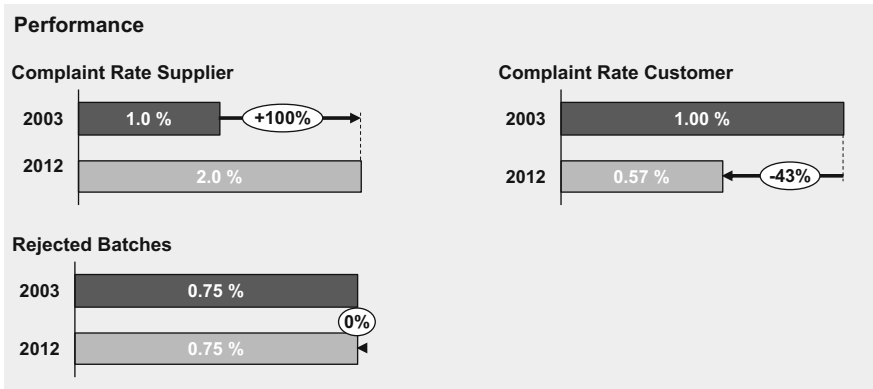 Performance
Complaint Rate Supplier
2003 1.0 % +100%
2012 2.0 %
Complaint Rate Customer
2003 1.00 %
2012 0.57 % -43%
Rejected Batches
2003 0.75 %
0%
2012 0.75 %